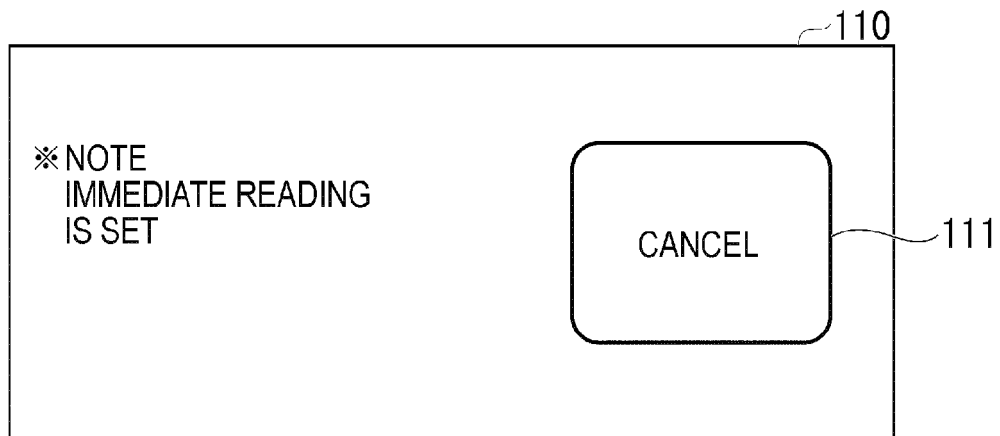 110
※ NOTE
IMMEDIATE READING
IS SET
CANCEL
111